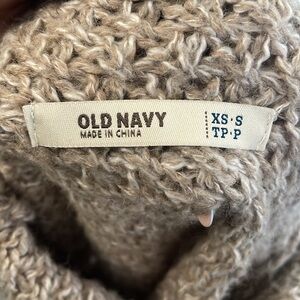 OLD NAVY
MADE IN CHINA
XS·S
TP·P